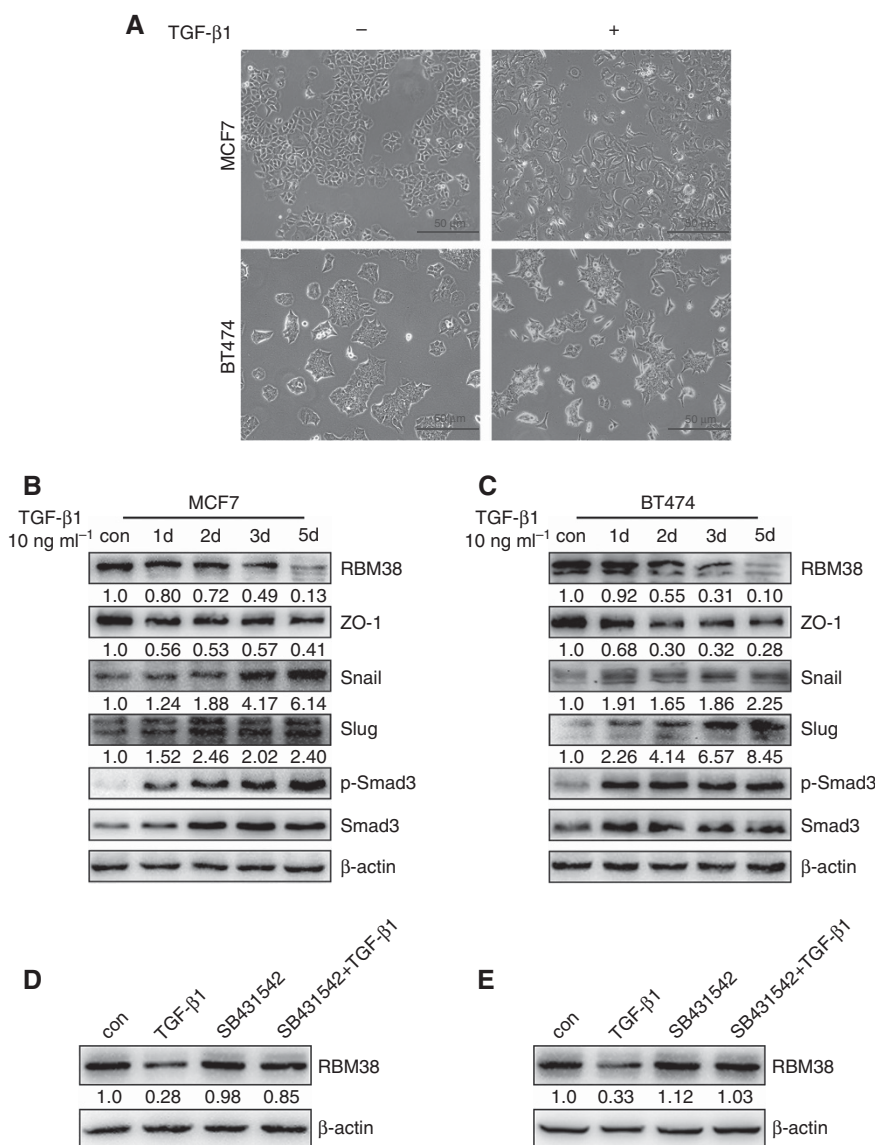 A
TGF-β1 – +
MCF7
50 μm
BT474
50 μm
50 μm
B
MCF7
TGF-β1
10 ng ml⁻¹
con 1d 2d 3d 5d
RBM38
1.0 0.80 0.72 0.49 0.13
ZO-1
1.0 0.56 0.53 0.57 0.41
Snail
1.0 1.24 1.88 4.17 6.14
Slug
1.0 1.52 2.46 2.02 2.40
p-Smad3
Smad3
β-actin
C
BT474
TGF-β1
10 ng ml⁻¹
con 1d 2d 3d 5d
RBM38
1.0 0.92 0.55 0.31 0.10
ZO-1
1.0 0.68 0.30 0.32 0.28
Snail
1.0 1.91 1.65 1.86 2.25
Slug
1.0 2.26 4.14 6.57 8.45
p-Smad3
Smad3
β-actin
D
con TGF-β1 SB431542 SB431542+TGF-β1
RBM38
1.0 0.28 0.98 0.85
β-actin
E
con TGF-β1 SB431542 SB431542+TGF-β1
RBM38
1.0 0.33 1.12 1.03
β-actin